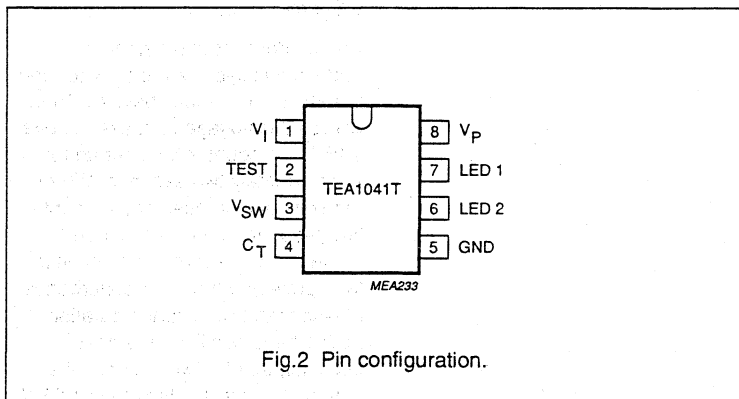 V_I 1 8 V_P
TEST 2 7 LED 1
TEA1041T
V_SW 3 6 LED 2
C_T 4 5 GND
MEA233
Fig.2 Pin configuration.